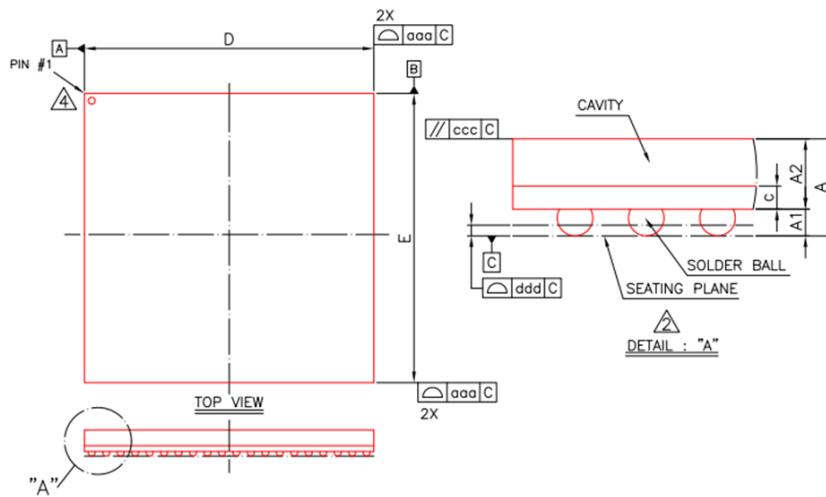 2X
⌓ aaa C
D
A
PIN #1
B
4
E
TOP VIEW
⌓ aaa C
2X
"A"
CAVITY
// ccc C
A2
A
c
A1
C
SOLDER BALL
⌓ ddd C
SEATING PLANE
2
DETAIL : "A"